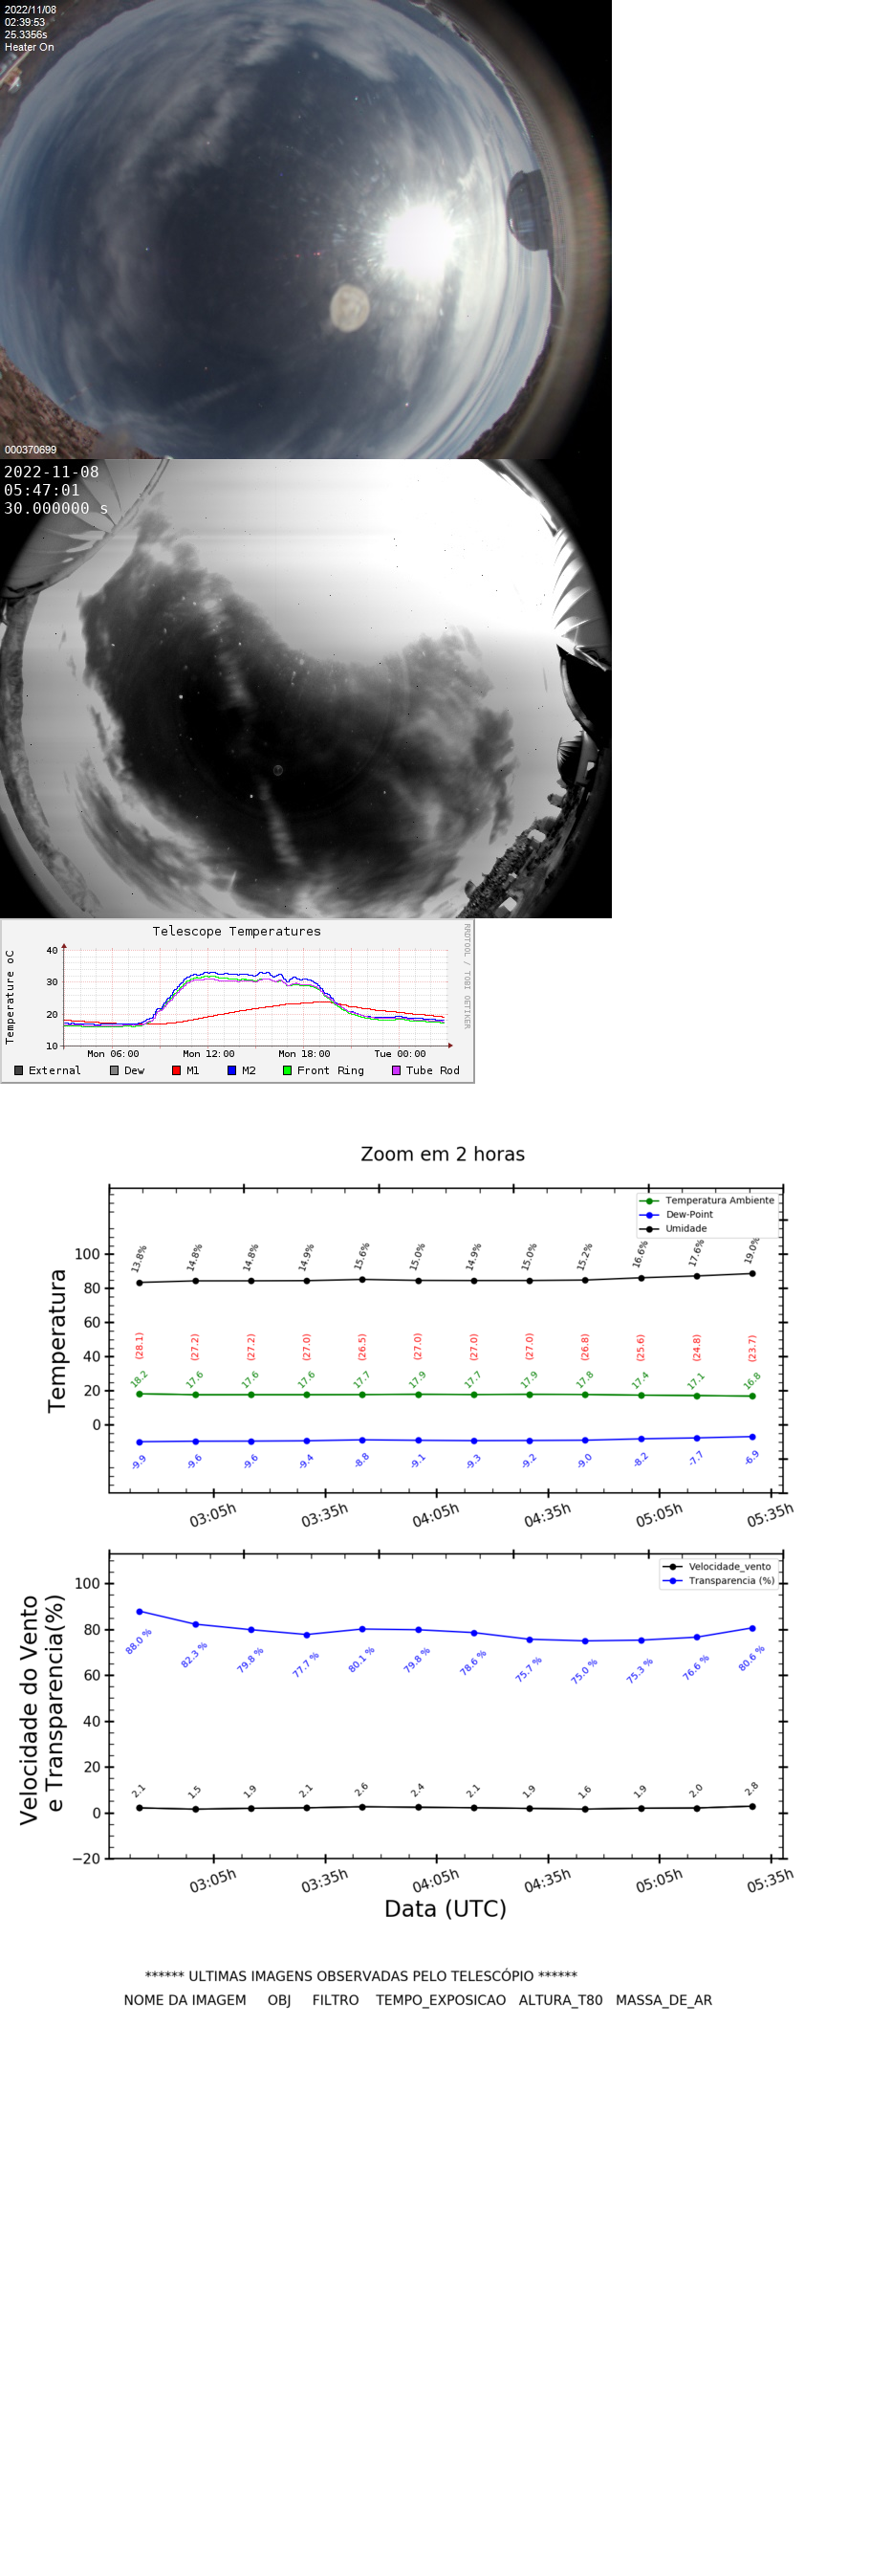 2022/11/08
02:39:53
25.3356s
Heater On
000370699
2022-11-08
05:47:01
30.000000 s
Telescope Temperatures
RRDTOOL / TOBI OETIKER
Temperature oC
40
30
20
10
Mon 06:00 Mon 12:00 Mon 18:00 Tue 00:00
External Dew M1 M2 Front Ring Tube Rod
Zoom em 2 horas
Temperatura Ambiente
Dew-Point
Umidade
Temperatura
100
80
60
40
20
0
13.8% 14.8% 14.8% 14.9% 15.6% 15.0% 14.9% 15.0% 15.2% 16.6% 17.6% 19.0%
(28.1) (27.2) (27.2) (27.0) (26.5) (27.0) (27.0) (27.0) (26.8) (25.6) (24.8) (23.7)
18.2 17.6 17.6 17.6 17.7 17.9 17.7 17.9 17.8 17.4 17.1 16.8
-9.9 -9.6 -9.6 -9.4 -8.8 -9.1 -9.3 -9.2 -9.0 -8.2 -7.7 -6.9
03:05h 03:35h 04:05h 04:35h 05:05h 05:35h
Velocidade_vento
Transparencia (%)
Velocidade do Vento
e Transparencia(%)
100
80
60
40
20
0
−20
88.0 % 82.3 % 79.8 % 77.7 % 80.1 % 79.8 % 78.6 % 75.7 % 75.0 % 75.3 % 76.6 % 80.6 %
2.1 1.5 1.9 2.1 2.6 2.4 2.1 1.9 1.6 1.9 2.0 2.8
03:05h 03:35h 04:05h 04:35h 05:05h 05:35h
Data (UTC)
****** ULTIMAS IMAGENS OBSERVADAS PELO TELESCÓPIO ******
NOME DA IMAGEM OBJ FILTRO TEMPO_EXPOSICAO ALTURA_T80 MASSA_DE_AR